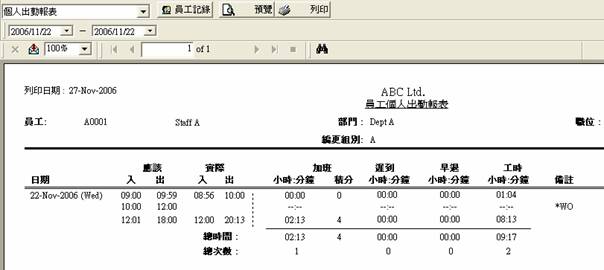 個人出勤報表 員工記錄 預覽 列印
2006/11/22 – 2006/11/22
100% 1 of 1
列印日期 : 27-Nov-2006 ABC Ltd.
員工個人出勤報表
員工: A0001 Staff A 部門 : Dept A 職位 :
編更組別: A
應該 實際 加班 遲到 早退 工時
日期 入 出 入 出 小時:分鐘 積分 小時:分鐘 小時:分鐘 小時:分鐘 備註
22-Nov-2006 (Wed) 09:00 09:59 08:56 10:00 00:00 0 00:00 00:00 01:04
10:00 12:00 --:-- --:-- --:-- --:-- *WO
12:01 18:00 12:00 20:13 02:13 4 00:00 00:00 08:13
總時間 : 02:13 4 00:00 00:00 09:17
總次數 : 1 0 0 2